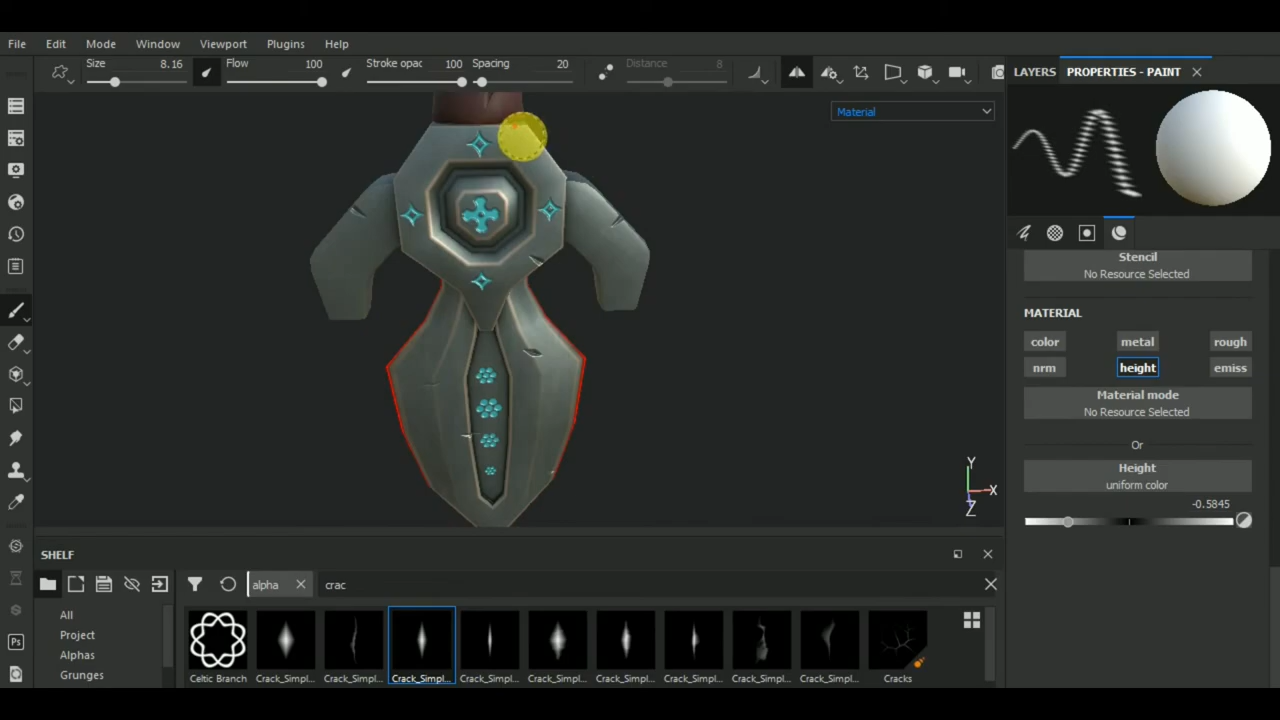 File Edit Mode Window Viewport Plugins Help
Size 8.16 Flow 100 Stroke opac 100 Spacing 20 Distance 8
LAYERS PROPERTIES - PAINT
Material
Stencil
No Resource Selected
MATERIAL
color metal rough
nrm height emiss
Material mode
No Resource Selected
Or
Height
uniform color
-0.5845
Y
X
Z
SHELF
alpha crac
All
Project
Alphas
Grunges
Ps
Celtic Branch Crack_Simpl... Crack_Simpl... Crack_Simpl... Crack_Simpl... Crack_Simpl... Crack_Simpl... Crack_Simpl... Crack_Simpl... Crack_Simpl... Cracks